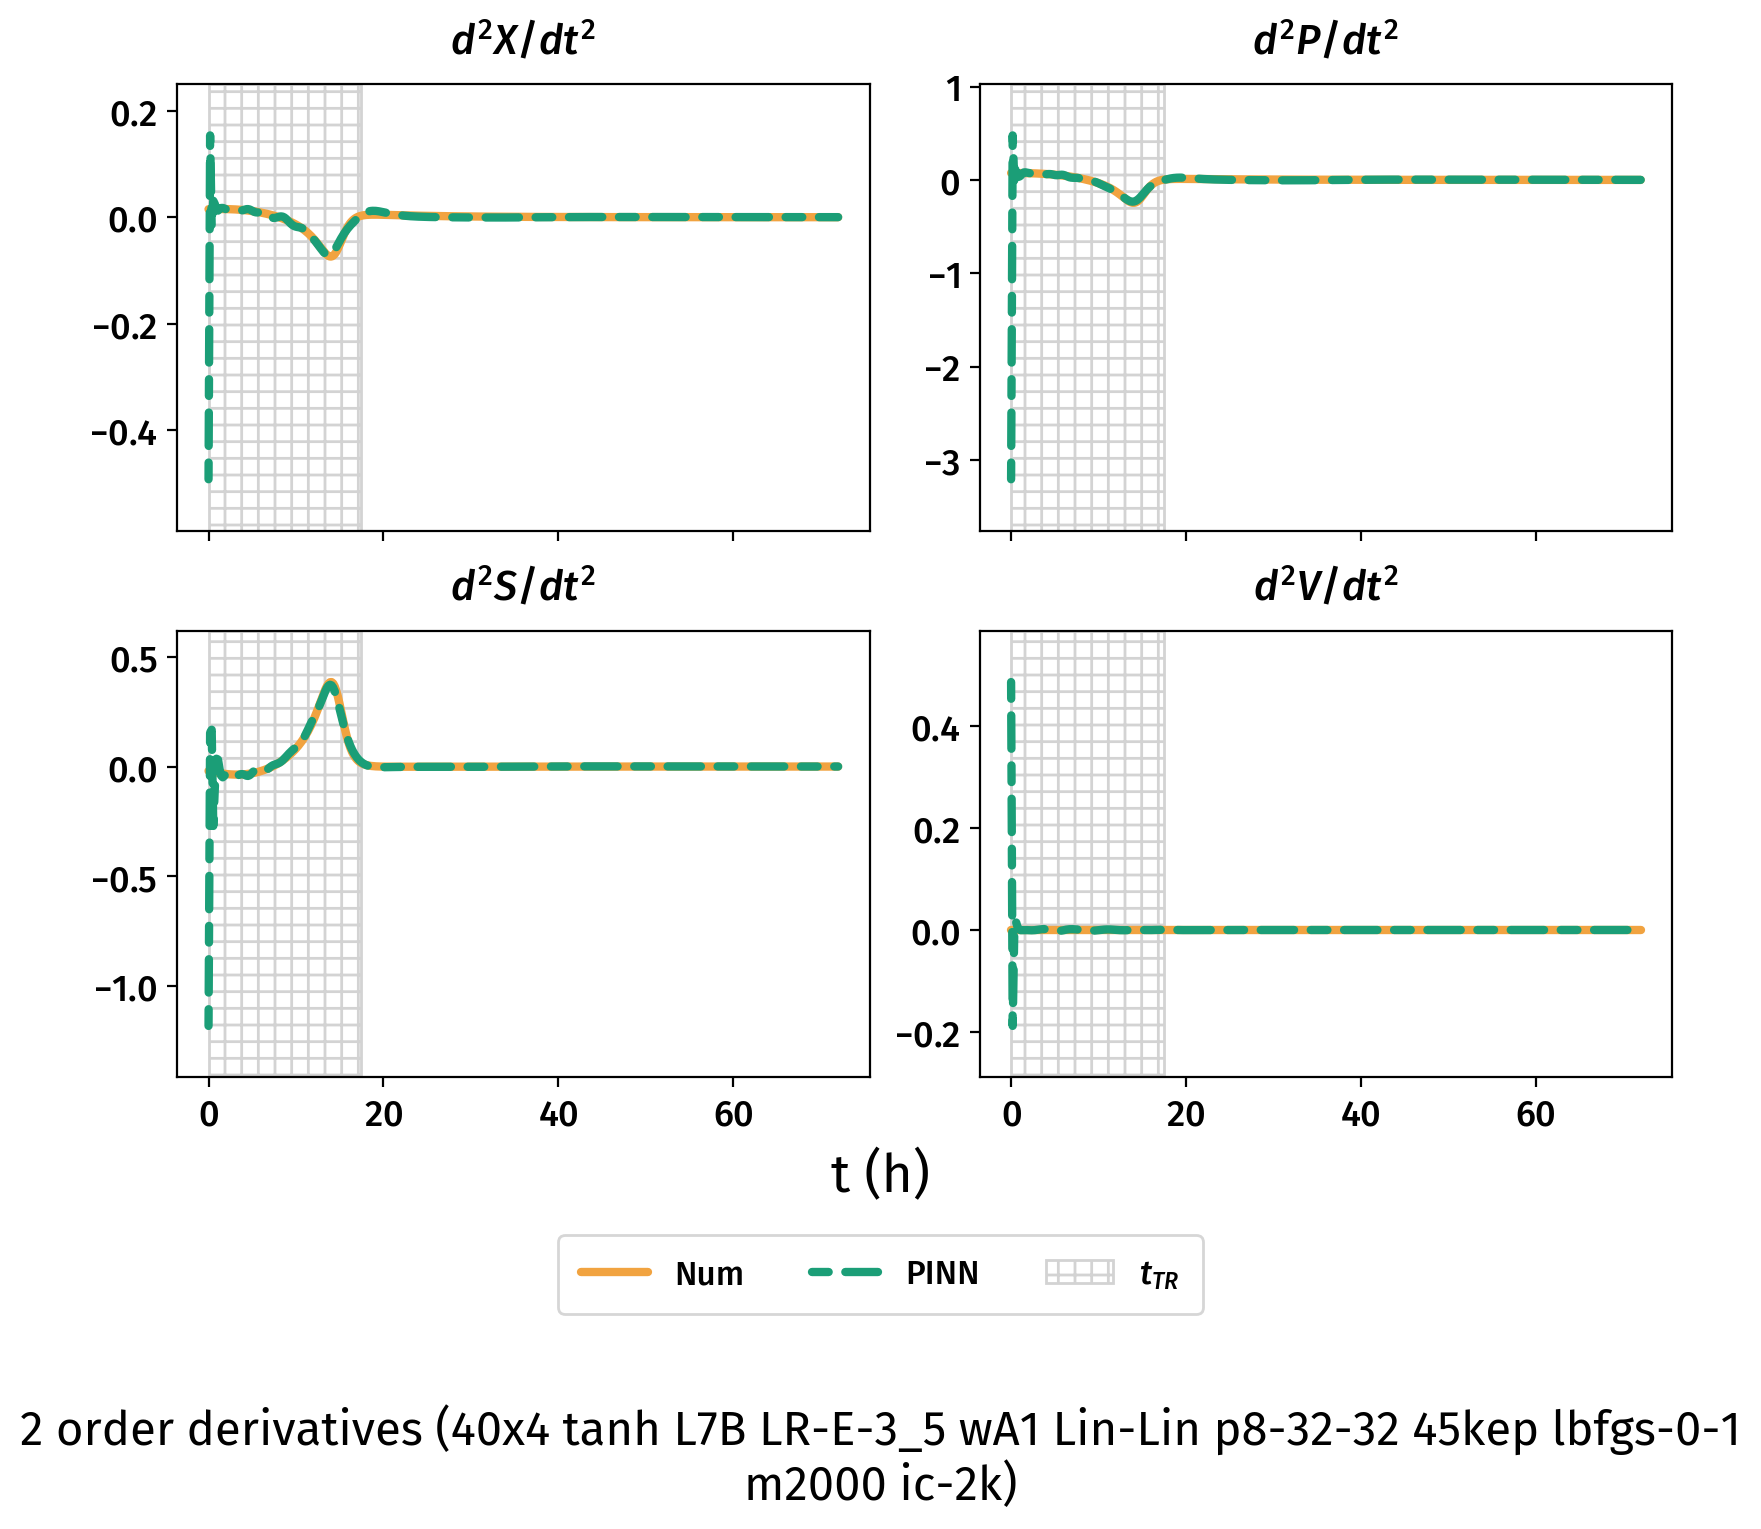 d²X/dt²
d²P/dt²
0.2
0.0
−0.2
−0.4
1
0
−1
−2
−3
d²S/dt²
d²V/dt²
0.5
0.0
−0.5
−1.0
0.4
0.2
0.0
−0.2
0 20 40 60
0 20 40 60
t (h)
Num PINN t_TR
2 order derivatives (40x4 tanh L7B LR-E-3_5 wA1 Lin-Lin p8-32-32 45kep lbfgs-0-1
m2000 ic-2k)